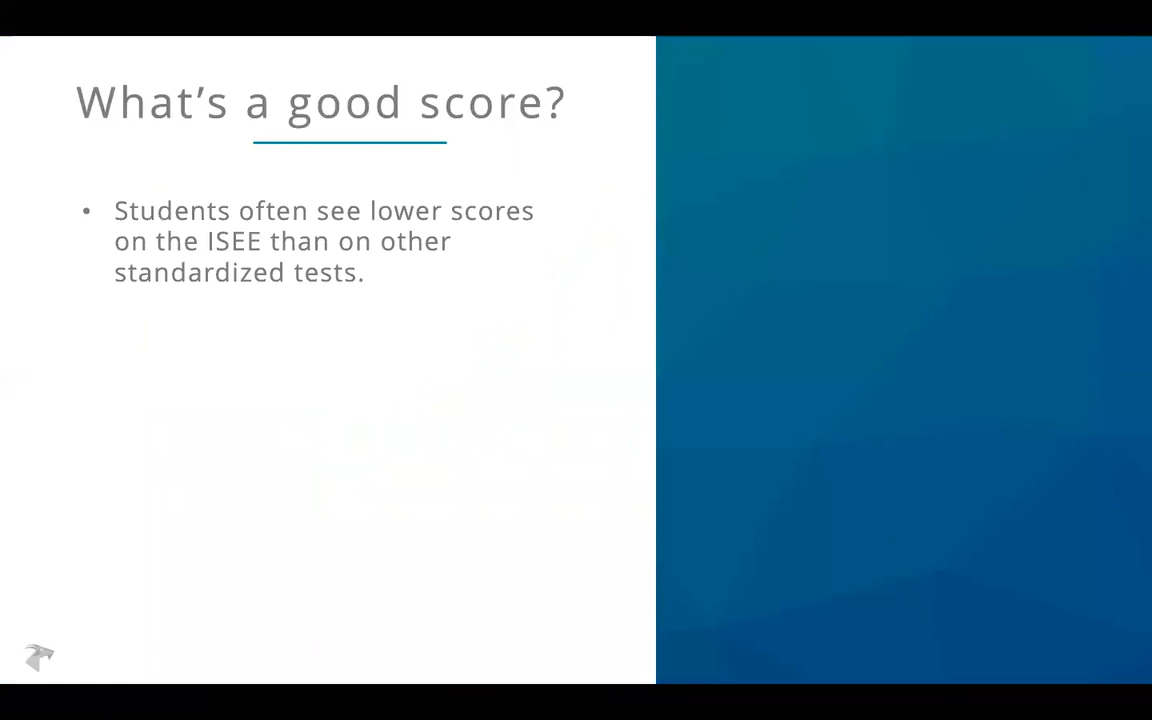 What’s a good score?
• Students often see lower scores
on the ISEE than on other
standardized tests.